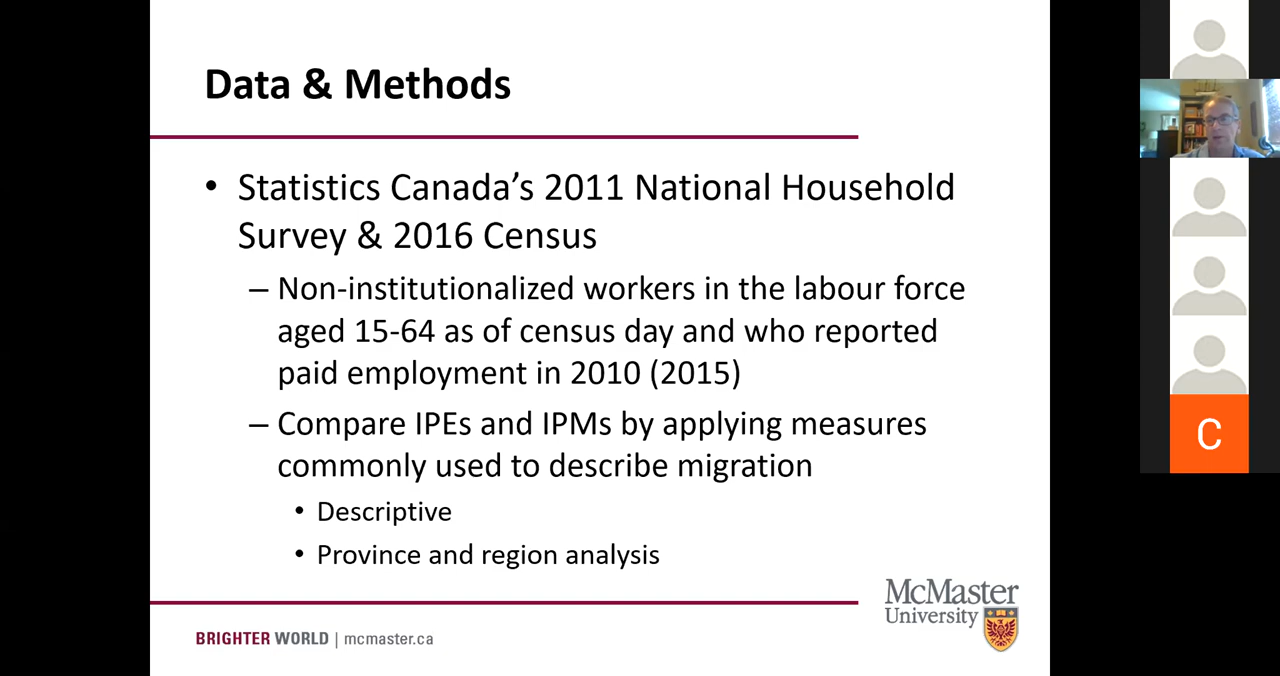 Data & Methods
• Statistics Canada’s 2011 National Household
Survey & 2016 Census
– Non-institutionalized workers in the labour force
aged 15-64 as of census day and who reported
paid employment in 2010 (2015)
– Compare IPEs and IPMs by applying measures
commonly used to describe migration
• Descriptive
• Province and region analysis
McMaster
University
BRIGHTER WORLD | mcmaster.ca
C